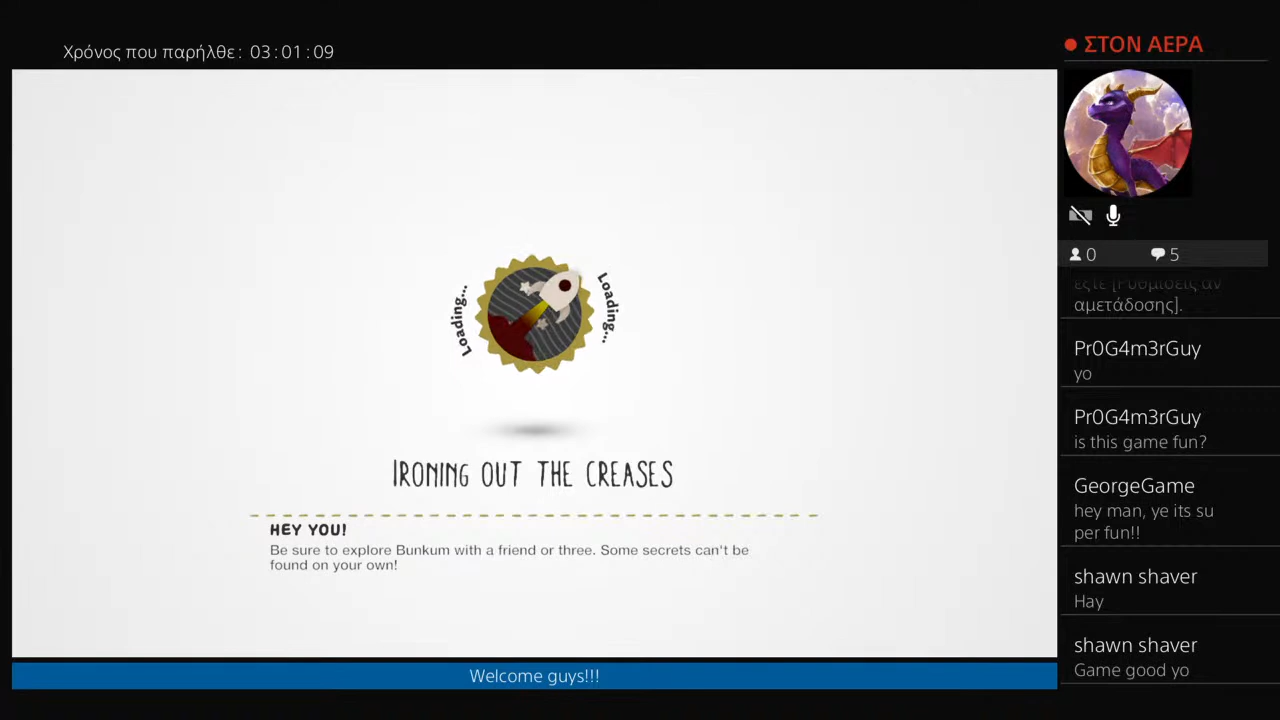 Χρόνος που παρήλθε: 03:01:09
ΣΤΟΝ ΑΕΡΑ
0
5
Loading...
Loading...
IRONING OUT THE CREASES
HEY YOU!
Be sure to explore Bunkum with a friend or three. Some secrets can't be
found on your own!
Welcome guys!!!
αμετάδοσης].
Pr0G4m3rGuy
yo
Pr0G4m3rGuy
is this game fun?
GeorgeGame
hey man, ye its su
per fun!!
shawn shaver
Hay
shawn shaver
Game good yo